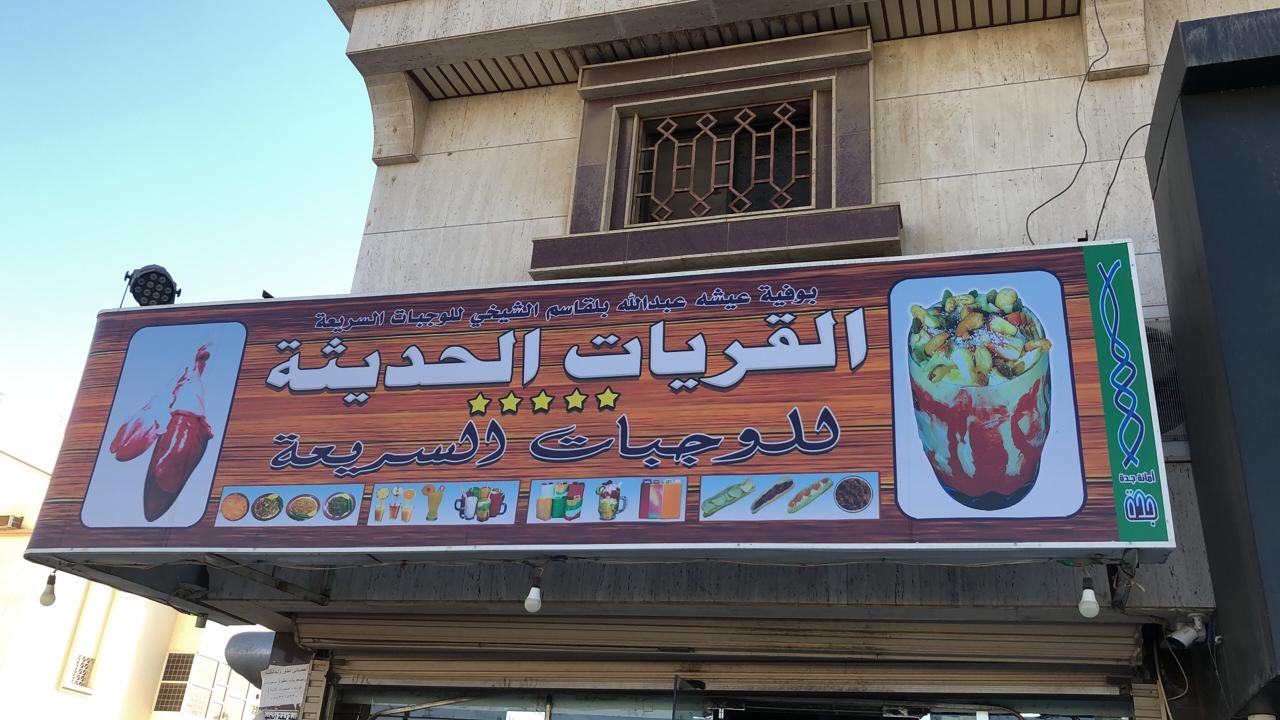 بوفية عيشه عبدالله بلقاسم الشيخي للوجبات السريعة
القريات الحديثة
للوجبات السريعة
أمانة جدة
جدة